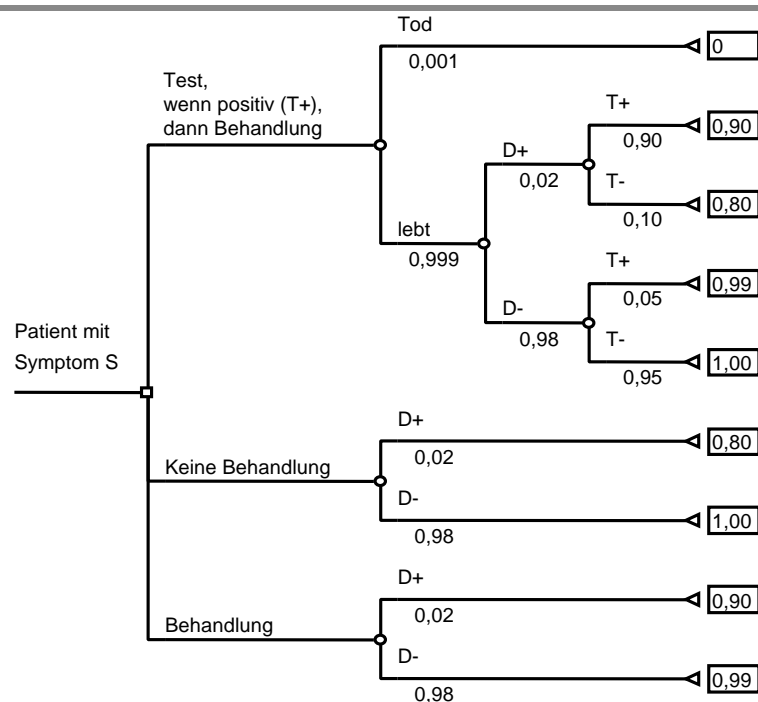 Tod
0,001
0
Test,
wenn positiv (T+),
dann Behandlung
T+
0,90
0,90
D+
0,02
T-
0,10
0,80
lebt
0,999
T+
0,05
0,99
D-
0,98
T-
0,95
1,00
Patient mit
Symptom S
D+
0,02
0,80
Keine Behandlung
D-
0,98
1,00
D+
0,02
0,90
Behandlung
D-
0,98
0,99